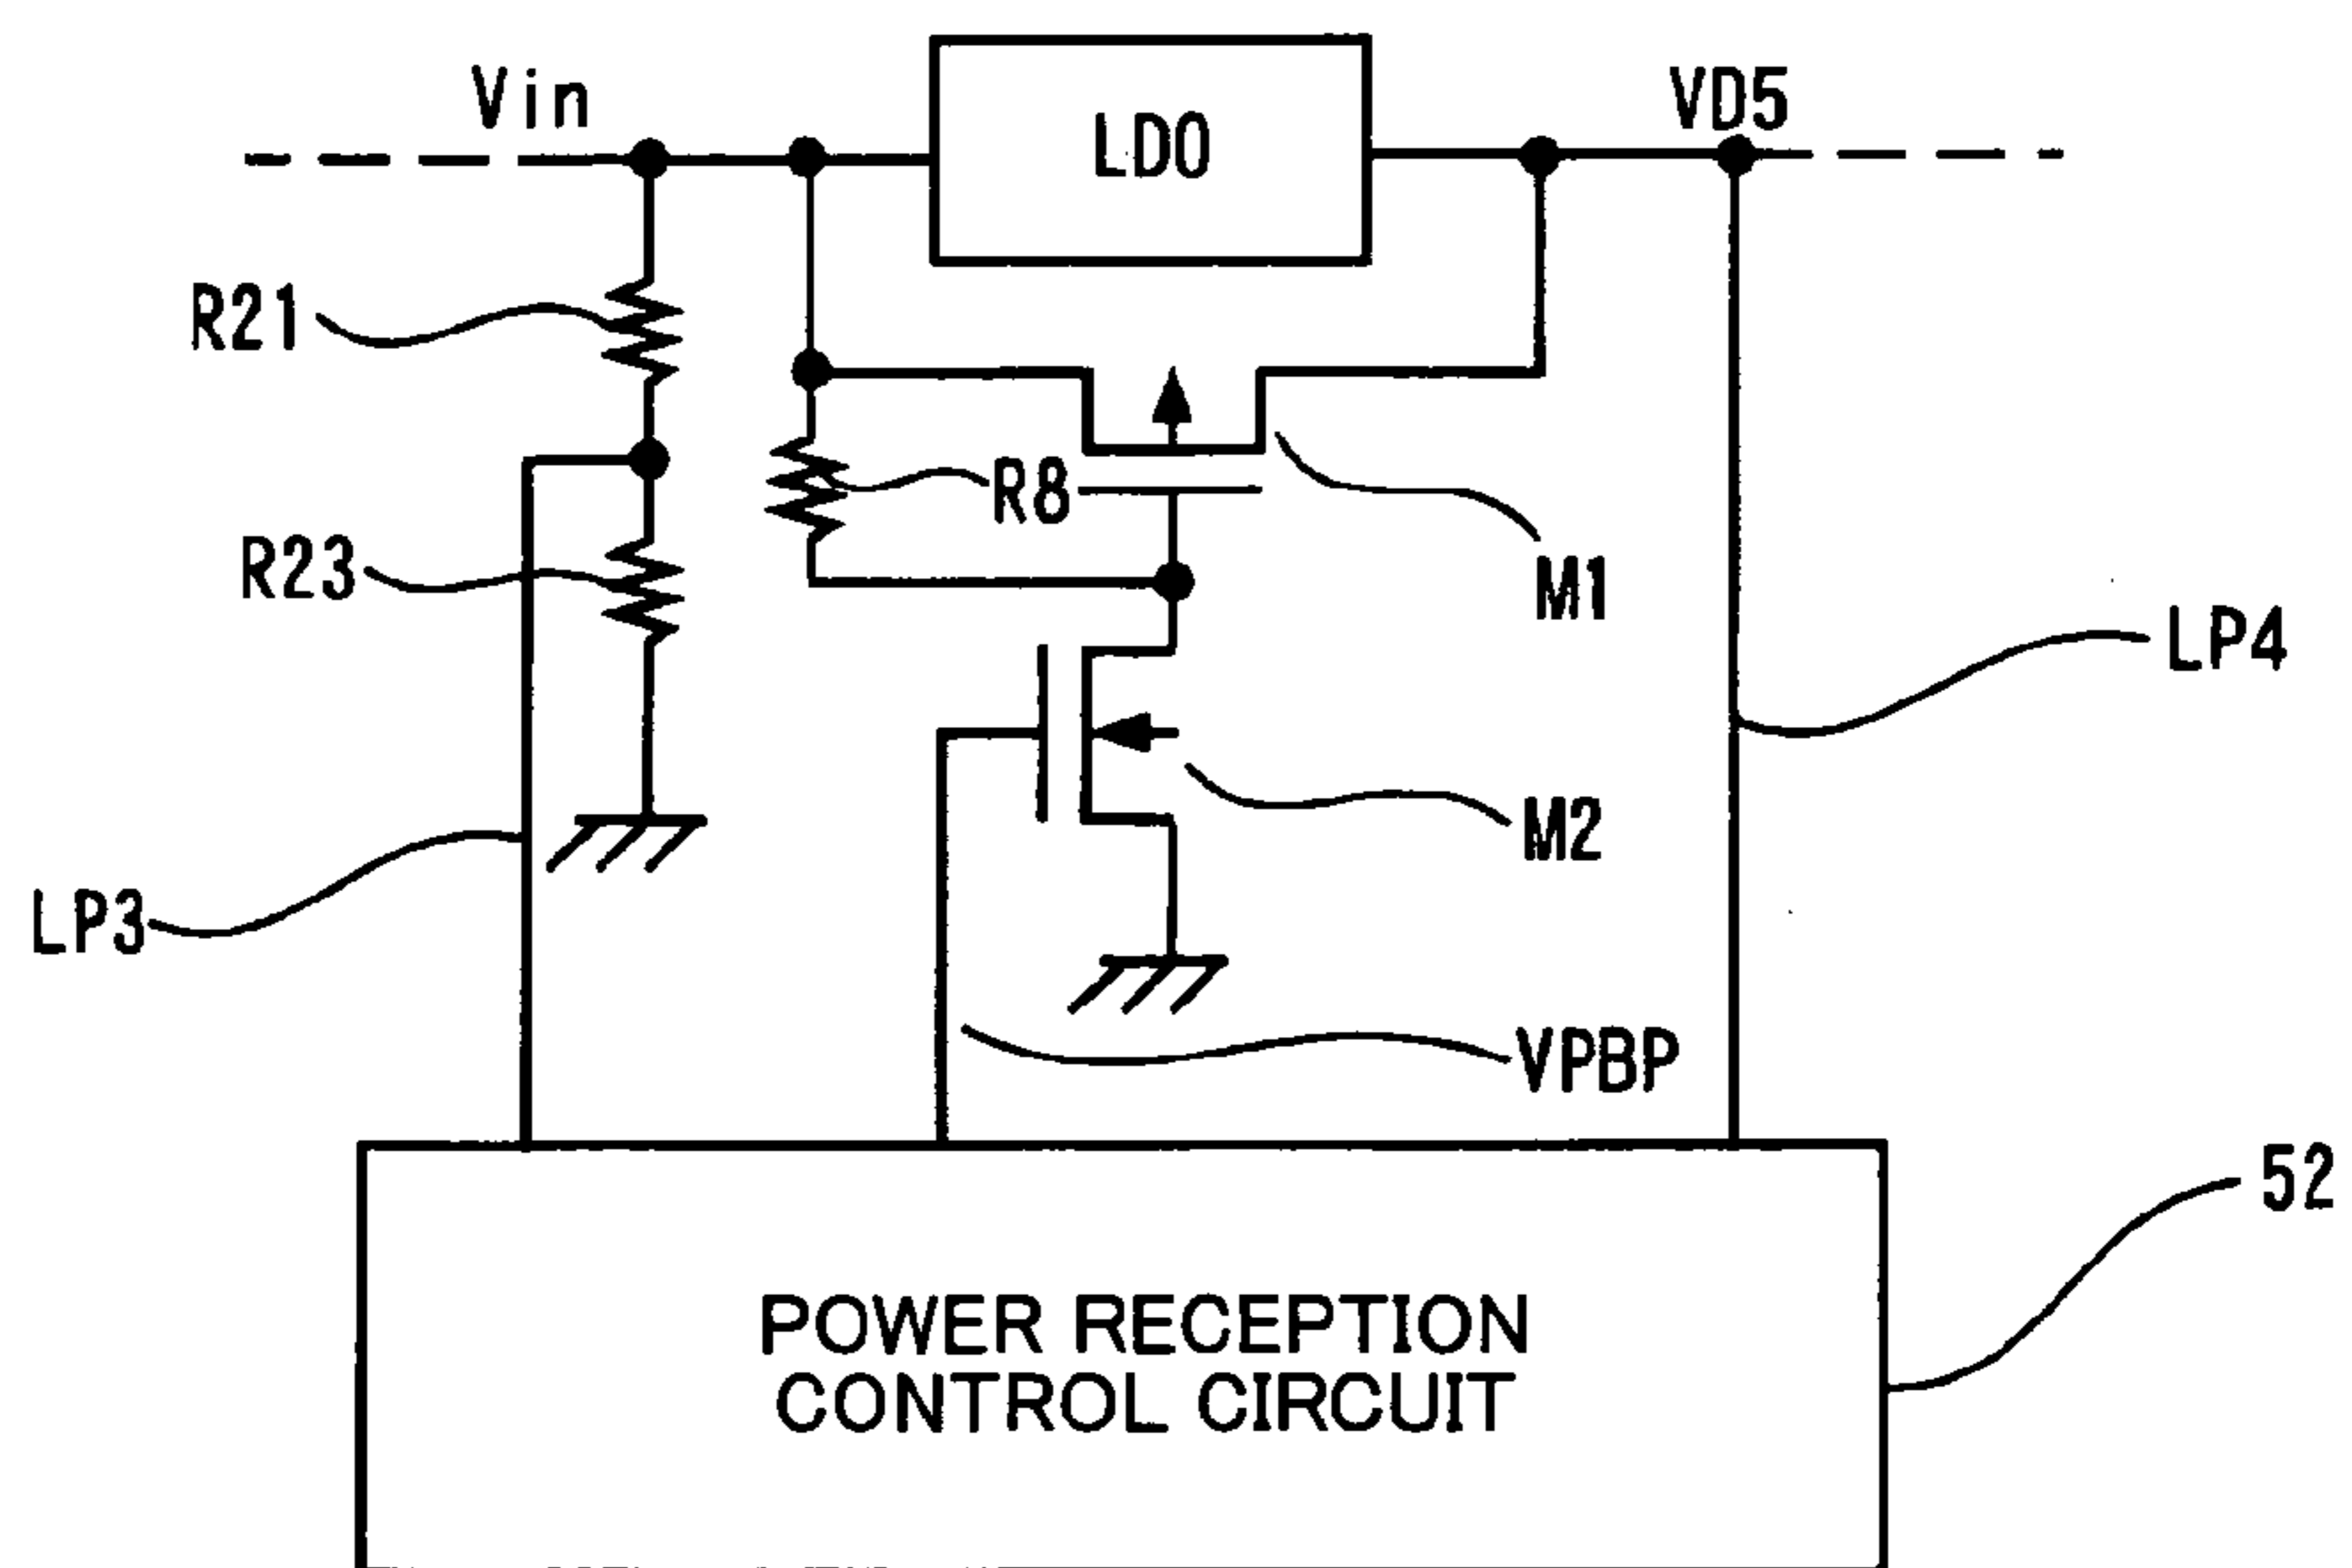 Vin
LDO
VD5
R21
R8
R23
M1
LP4
M2
LP3
VPBP
52
POWER RECEPTION
CONTROL CIRCUIT